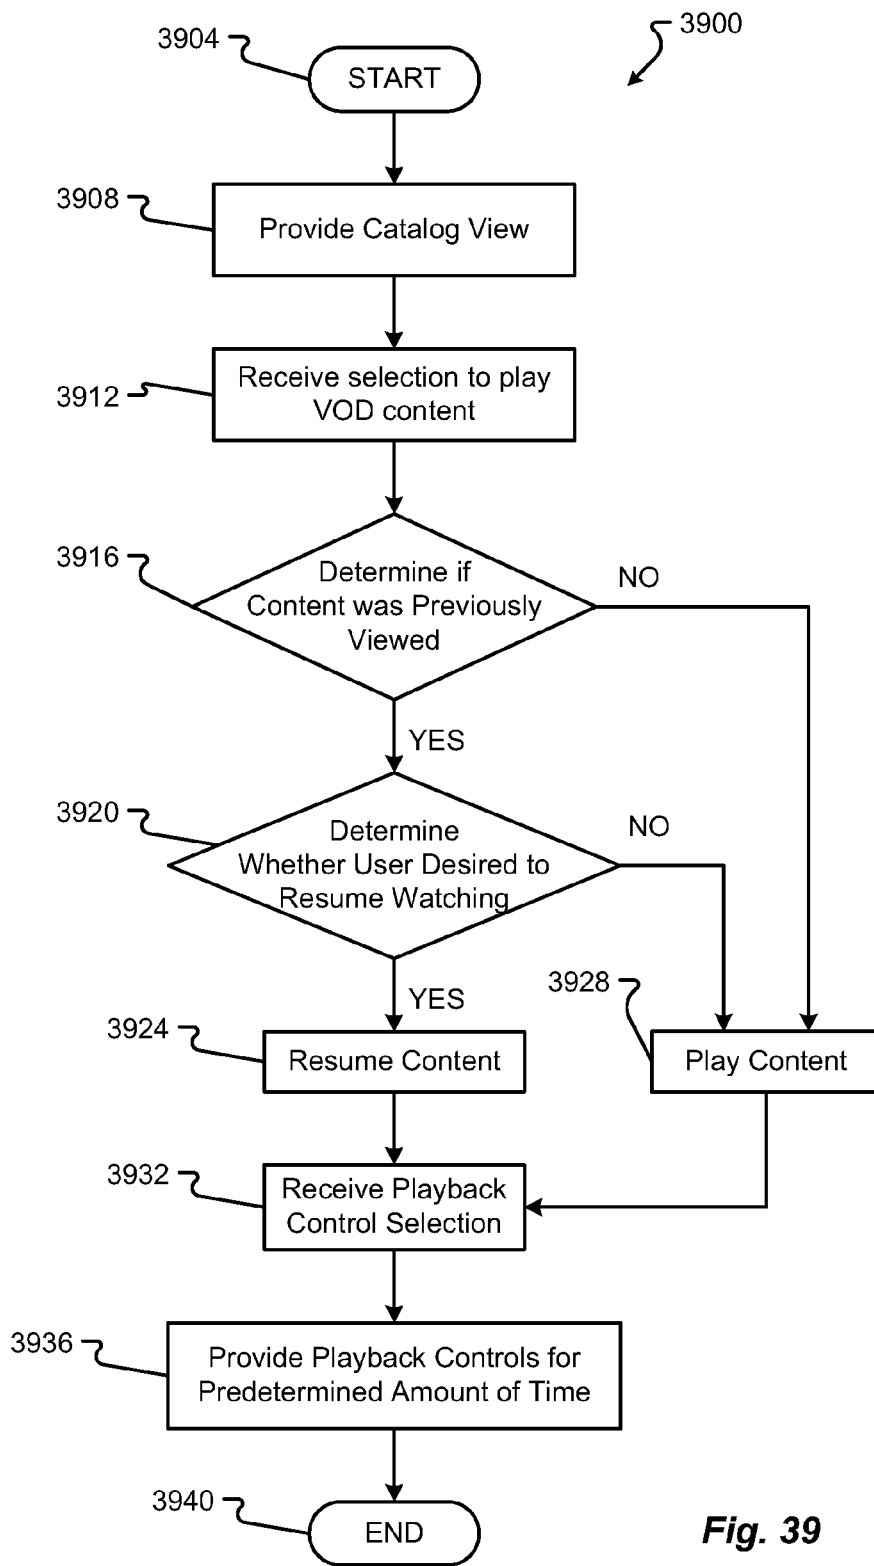 3904
3900
START
3908
Provide Catalog View
3912
Receive selection to play
VOD content
3916
Determine if
Content was Previously
Viewed
NO
YES
3920
Determine
Whether User Desired to
Resume Watching
NO
YES
3928
3924
Resume Content
Play Content
3932
Receive Playback
Control Selection
3936
Provide Playback Controls for
Predetermined Amount of Time
3940
END
Fig. 39